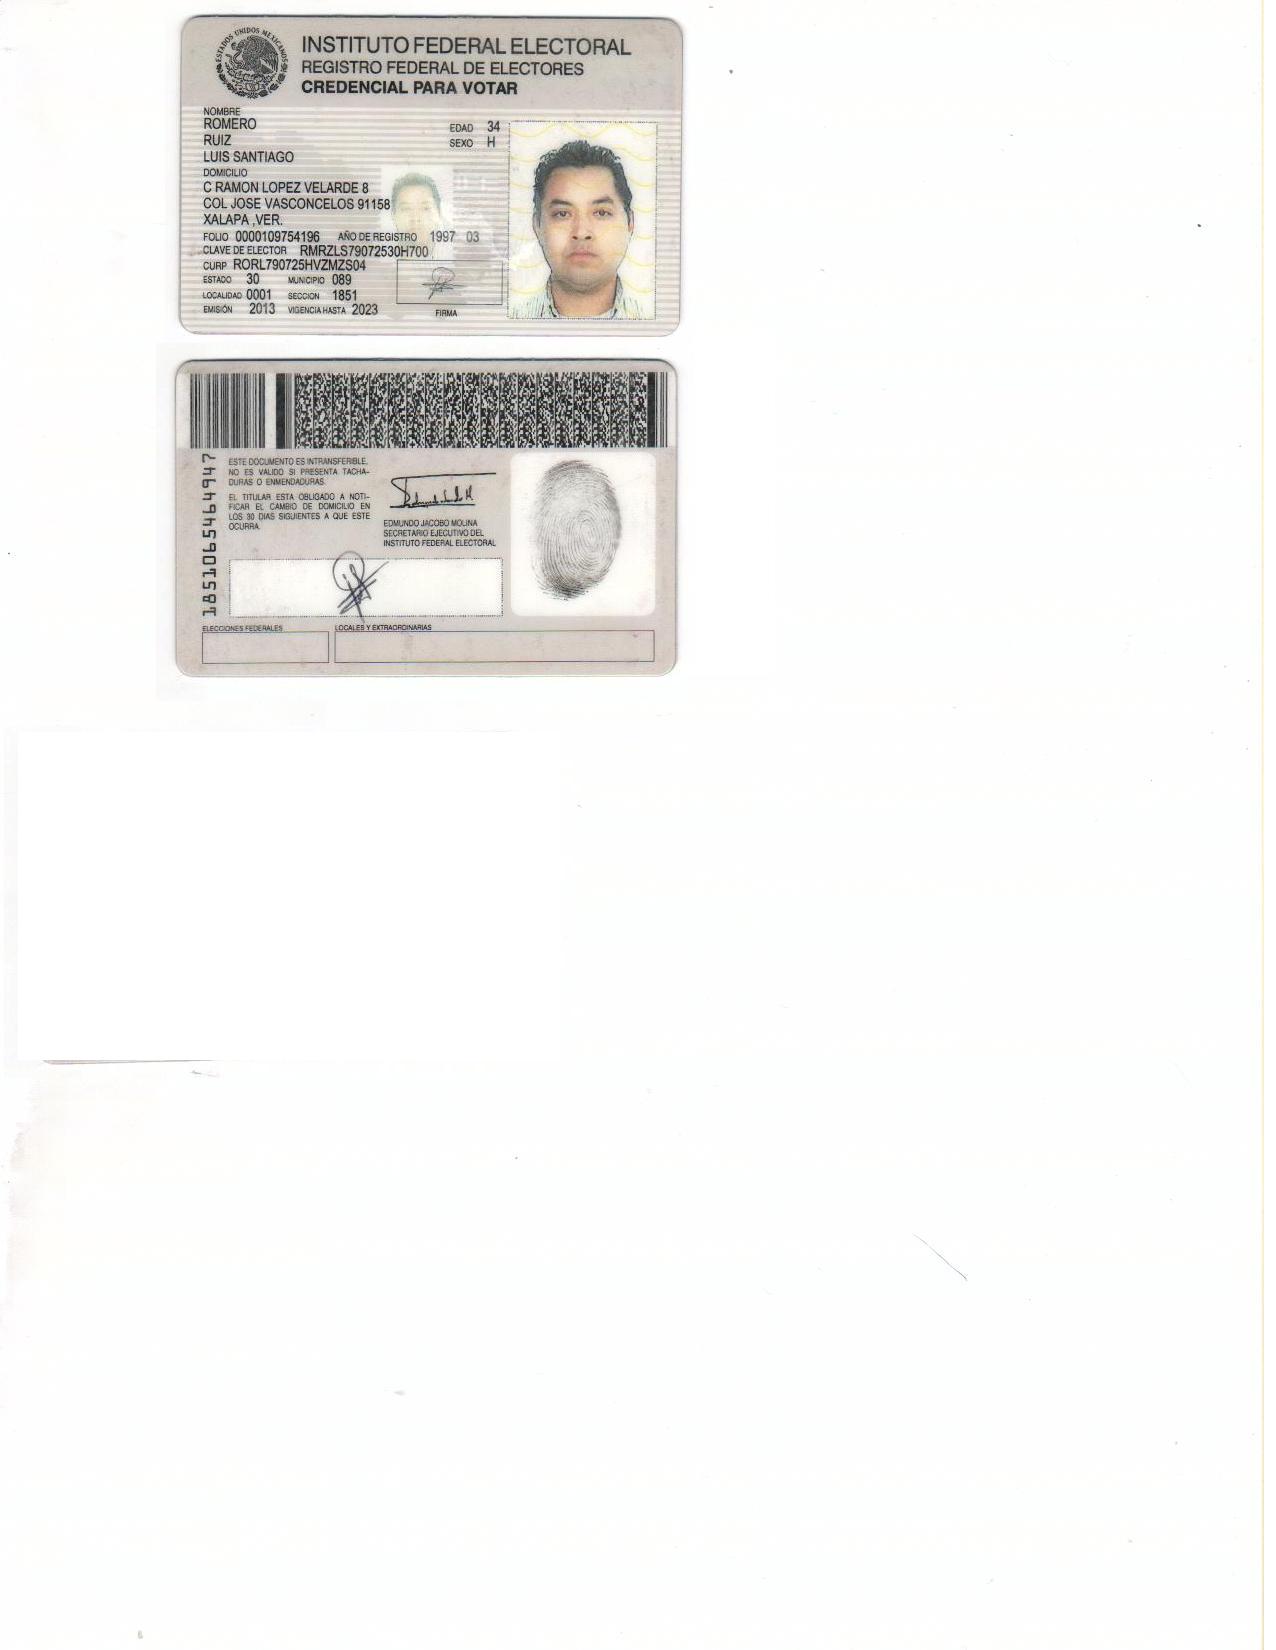 ESTADOS UNIDOS MEXICANOS
INSTITUTO FEDERAL ELECTORAL
REGISTRO FEDERAL DE ELECTORES
CREDENCIAL PARA VOTAR
NOMBRE
ROMERO
EDAD 34
RUIZ
SEXO H
LUIS SANTIAGO
DOMICILIO
C RAMON LOPEZ VELARDE 8
COL JOSE VASCONCELOS 91158
XALAPA ,VER.
FOLIO 0000109754196 AÑO DE REGISTRO 1997 03
CLAVE DE ELECTOR RMRZLS79072530H700
CURP RORL790725HVZMZS04
ESTADO 30 MUNICIPIO 089
LOCALIDAD 0001 SECCION 1851
EMISIÓN 2013 VIGENCIA HASTA 2023
FIRMA
1851065464947
ESTE DOCUMENTO ES INTRANSFERIBLE,
NO ES VALIDO SI PRESENTA TACHA-
DURAS O ENMENDADURAS.
EL TITULAR ESTA OBLIGADO A NOTI-
FICAR EL CAMBIO DE DOMICILIO EN
LOS 30 DIAS SIGUIENTES A QUE ESTE
OCURRA.
EDMUNDO JACOBO MOLINA
SECRETARIO EJECUTIVO DEL
INSTITUTO FEDERAL ELECTORAL
ELECCIONES FEDERALES
LOCALES Y EXTRAORDINARIAS